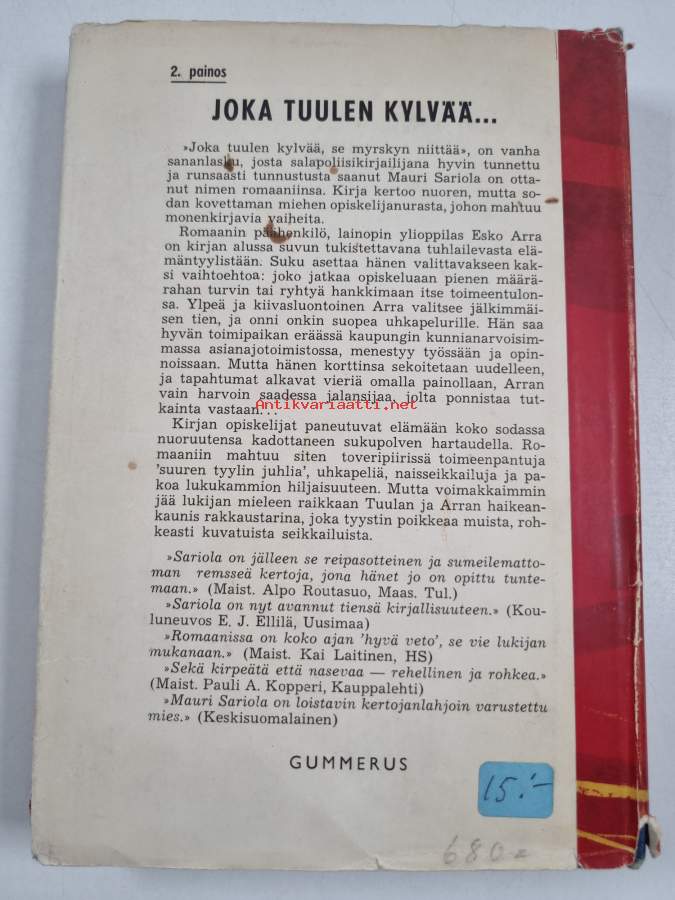 2. painos
JOKA TUULEN KYLVÄÄ...
»Joka tuulen kylvää, se myrskyn niittää», on vanha
sananlasku, josta salapoliisikirjailijana hyvin tunnettu
ja runsaasti tunnustusta saanut Mauri Sariola on otta-
nut nimen romaaniinsa. Kirja kertoo nuoren, mutta so-
dan kovettaman miehen opiskelijanurasta, johon mahtuu
monenkirjavia vaiheita.
Romaanin päähenkilö, lainopin ylioppilas Esko Arra
on kirjan alussa suvun tukistettavana tuhlailevasta elä-
mäntyylistään. Suku asettaa hänen valittavakseen kak-
si vaihtoehtoa: joko jatkaa opiskeluaan pienen määrä-
rahan turvin tai ryhtyä hankkimaan itse toimeentulon-
sa. Ylpeä ja kiivasluontoinen Arra valitsee jälkimmäi-
sen tien, ja onni onkin suopea uhkapelurille. Hän saa
hyvän toimipaikan eräässä kaupungin kunnianarvoisim-
massa asianajotoimistossa, menestyy työssään ja opin-
noissaan. Mutta hänen korttinsa sekoitetaan uudelleen,
ja tapahtumat alkavat vieriä omalla painollaan, Arran
vain harvoin saadessa jalansijaa, jolta ponnistaa tut-
kainta vastaan...
Antikvariaatti.net
Kirjan opiskelijat paneutuvat elämään koko sodassa
nuoruutensa kadottaneen sukupolven hartaudella. Ro-
maaniin mahtuu siten toveripiirissä toimeenpantuja
'suuren tyylin juhlia', uhkapeliä, naisseikkailuja ja pa-
koa lukukammion hiljaisuuteen. Mutta voimakkaimmin
jää lukijan mieleen raikkaan Tuulan ja Arran haikean-
kaunis rakkaustarina, joka tyystin poikkeaa muista, roh-
keasti kuvatuista seikkailuista.
»Sariola on jälleen se reipasotteinen ja sumeilematto-
man remsseä kertoja, jona hänet jo on opittu tunte-
maan.» (Maist. Alpo Routasuo, Maas. Tul.)
»Sariola on nyt avannut tiensä kirjallisuuteen.» (Kou-
luneuvos E. J. Ellilä, Uusimaa)
»Romaanissa on koko ajan 'hyvä veto', se vie lukijan
mukanaan.» (Maist. Kai Laitinen, HS)
»Sekä kirpeätä että nasevaa — rehellinen ja rohkea.»
(Maist. Pauli A. Kopperi, Kauppalehti)
»Mauri Sariola on loistavin kertojanlahjoin varustettu
mies.» (Keskisuomalainen)
GUMMERUS
15:-
680=